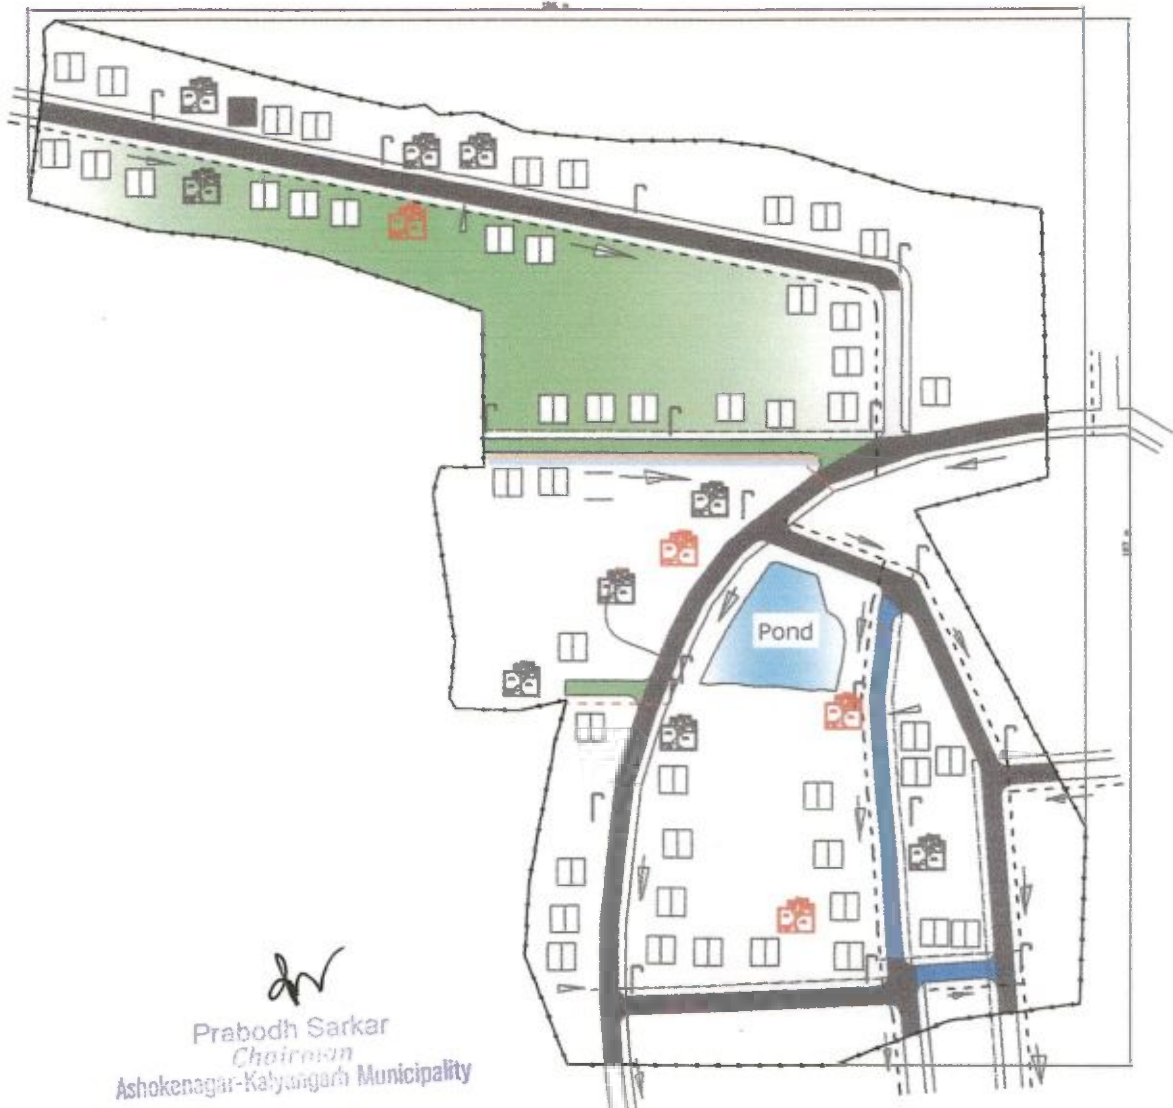 Pond
Prabodh Sarkar
Chairman
Ashokenagar-Kalyangarh Municipality